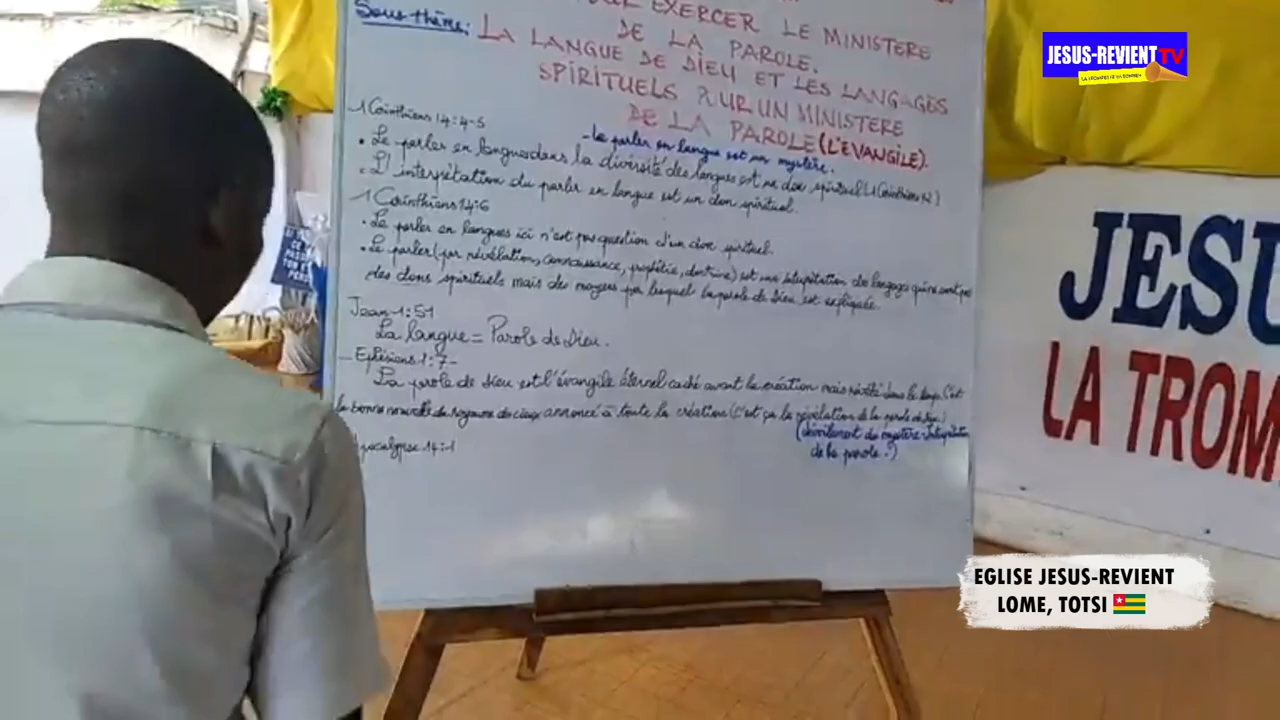 EXERCER LE MINISTERE
DE LA PAROLE.
Sous-thème: LA LANGUE DE DIEU ET LES LANGAGES
SPIRITUELS POUR UN MINISTERE
DE LA PAROLE (L'EVANGILE).
1 Corinthiens 14:4-5
-Le parler en langue est un mystère.
• Le parler en langues dans la diversité des langues est un don spirituel (1 Corinthiens 12)
• L'interprétation du parler en langue est un don spirituel.
1 Corinthiens 14:6
• Le parler en langues ici n'est pas question d'un don spirituel.
• Le parler (par révélation, connaissance, prophétie, doctrine) est une interprétation des langages qui ne sont pas
des dons spirituels mais des moyens par lesquel la parole de Dieu est expliquée.
Jean 1:51
La langue = Parole de Dieu.
- Ephésiens 1:7-
La parole de Dieu est l'évangile éternel caché avant la création mais révélé dans le temps. C'est
la bonne nouvelle du royaume de cieux annoncé à toute la création (C'est ça la révélation de la parole de Dieu)
(dévoilement du mystère - Interprétation
de la parole.)
pocalypse 14:1
JESUS-REVIENT TV
JESU
LA TROM
EGLISE JESUS-REVIENT
LOME, TOTSI